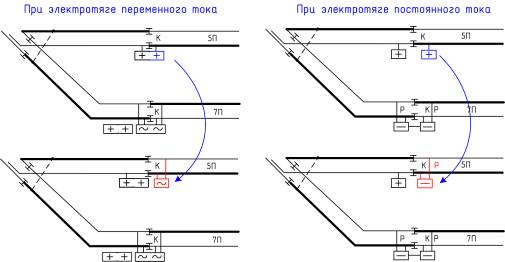 При электротяге переменного тока
При электротяге постоянного тока
К 5П
К 5П
К 7П
Р К Р 7П
К 5П
К Р 5П
К 7П
Р К Р 7П